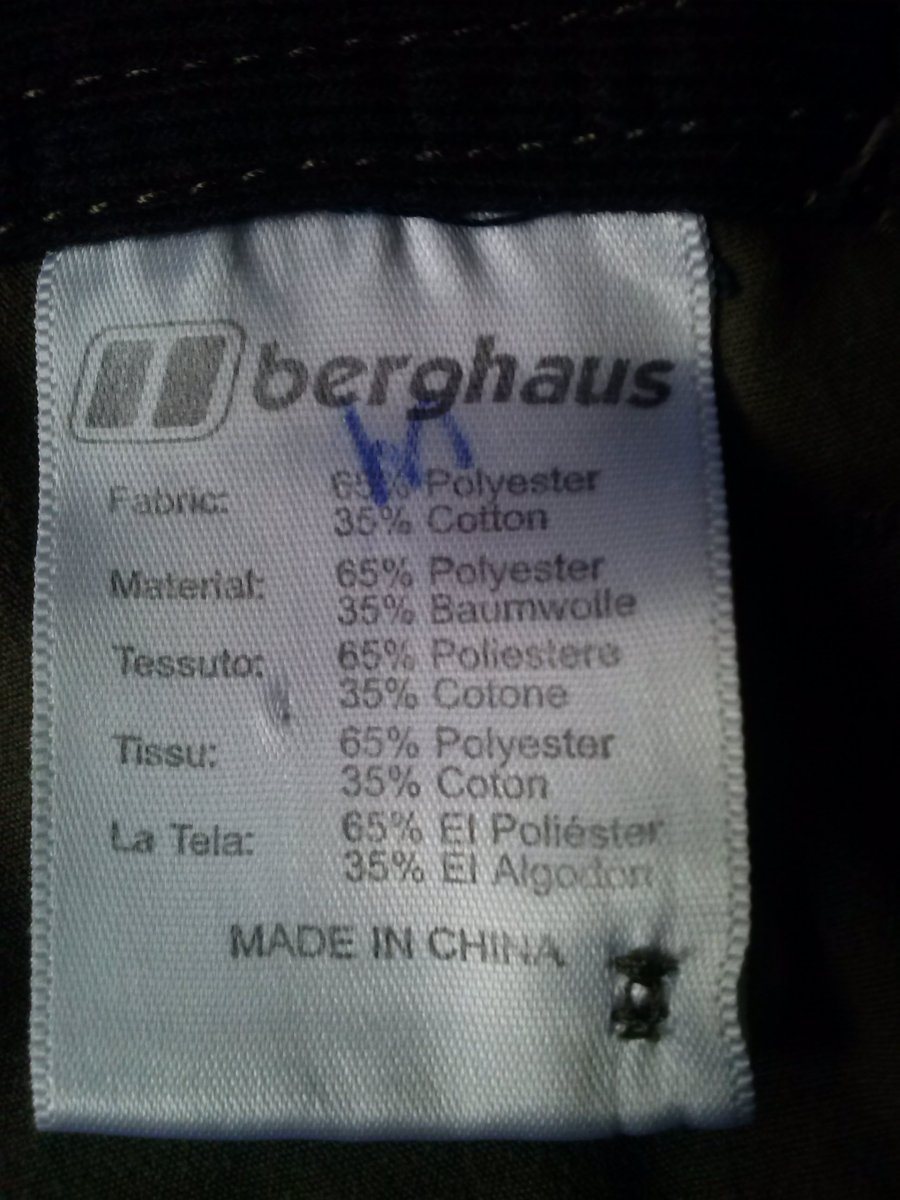 berghaus
Fabric: 65% Polyester
35% Cotton
Material: 65% Polyester
35% Baumwolle
Tessuto: 65% Poliestere
35% Cotone
Tissu: 65% Polyester
35% Coton
La Tela: 65% El Poliéster
35% El Algodon
MADE IN CHINA